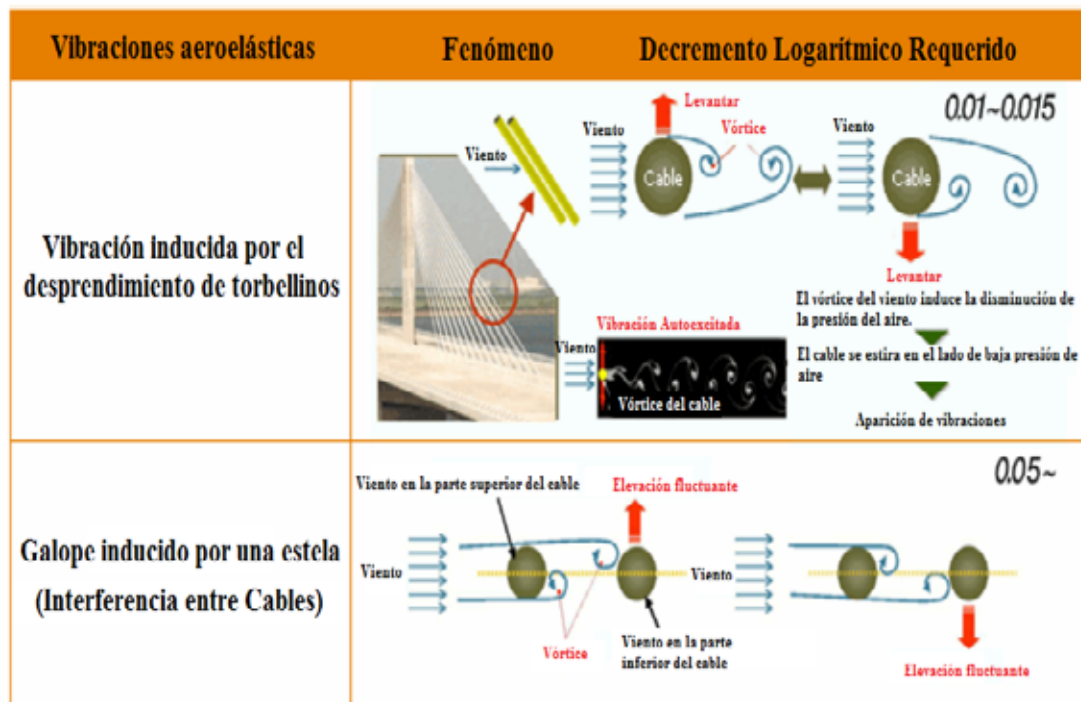 Vibraciones aeroelásticas
Fenómeno
Decremento Logarítmico Requerido
Vibración inducida por el
desprendimiento de torbellinos
Viento
Viento
Levantar
Vórtice
Cable
Viento
0.01~0.015
Cable
Levantar
El vórtice del viento induce la disminución de
la presión del aire.
El cable se estira en el lado de baja presión de
aire
Aparición de vibraciones
Vibración Autoexcitada
Viento
Vórtice del cable
Galope inducido por una estela
(Interferencia entre Cables)
Viento en la parte superior del cable
Elevación fluctuante
0.05~
Viento
Vórtice
Viento en la parte
inferior del cable
Viento
Elevación fluctuante